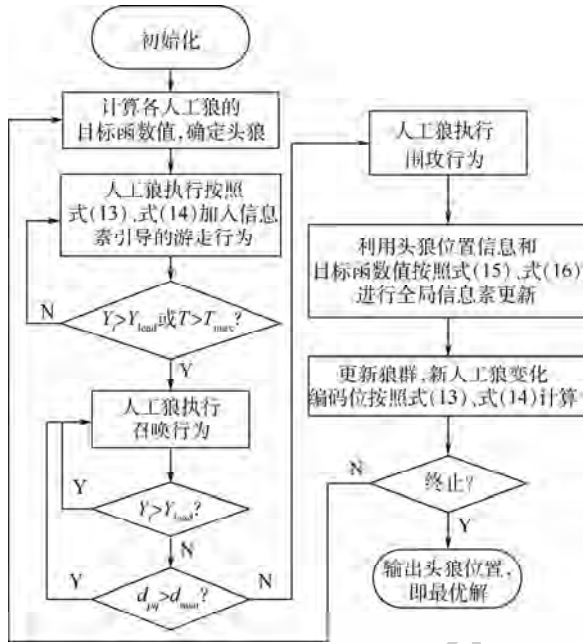 初始化
计算各人工狼的
目标函数值,确定头狼
人工狼执行按照
式(13)、式(14)加入信息
素引导的游走行为
N
Y_i>Y_lead或T>T_max?
Y
人工狼执行
召唤行为
Y
Y_i>Y_lead?
N
Y
d_pq>d_near?
N
人工狼执行
围攻行为
利用头狼位置信息和
目标函数值按照式(15)、式(16)
进行全局信息素更新
更新狼群,新人工狼变化
编码位按照式(13)、式(14)计算
N
终止?
Y
输出头狼位置,
即最优解